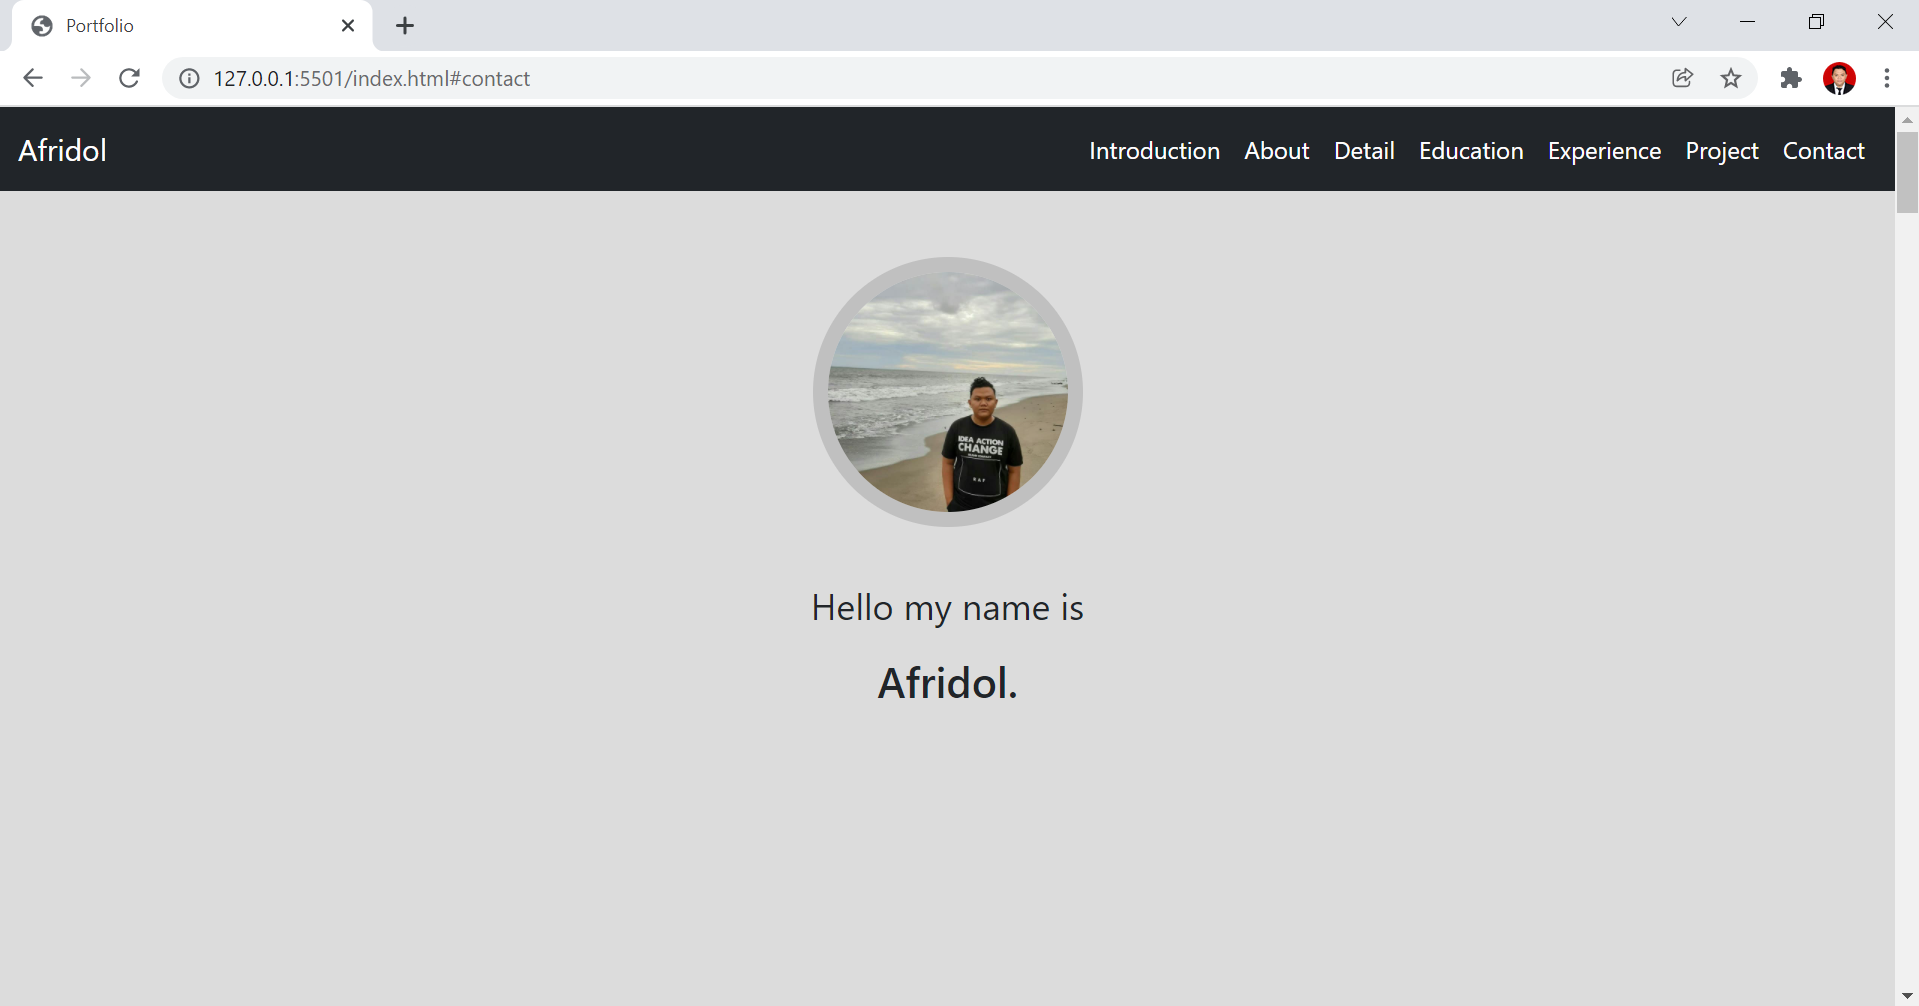 Portfolio
127.0.0.1:5501/index.html#contact
Afridol
Introduction About Detail Education Experience Project Contact
IDEA ACTION
CHANGE
Hello my name is
Afridol.